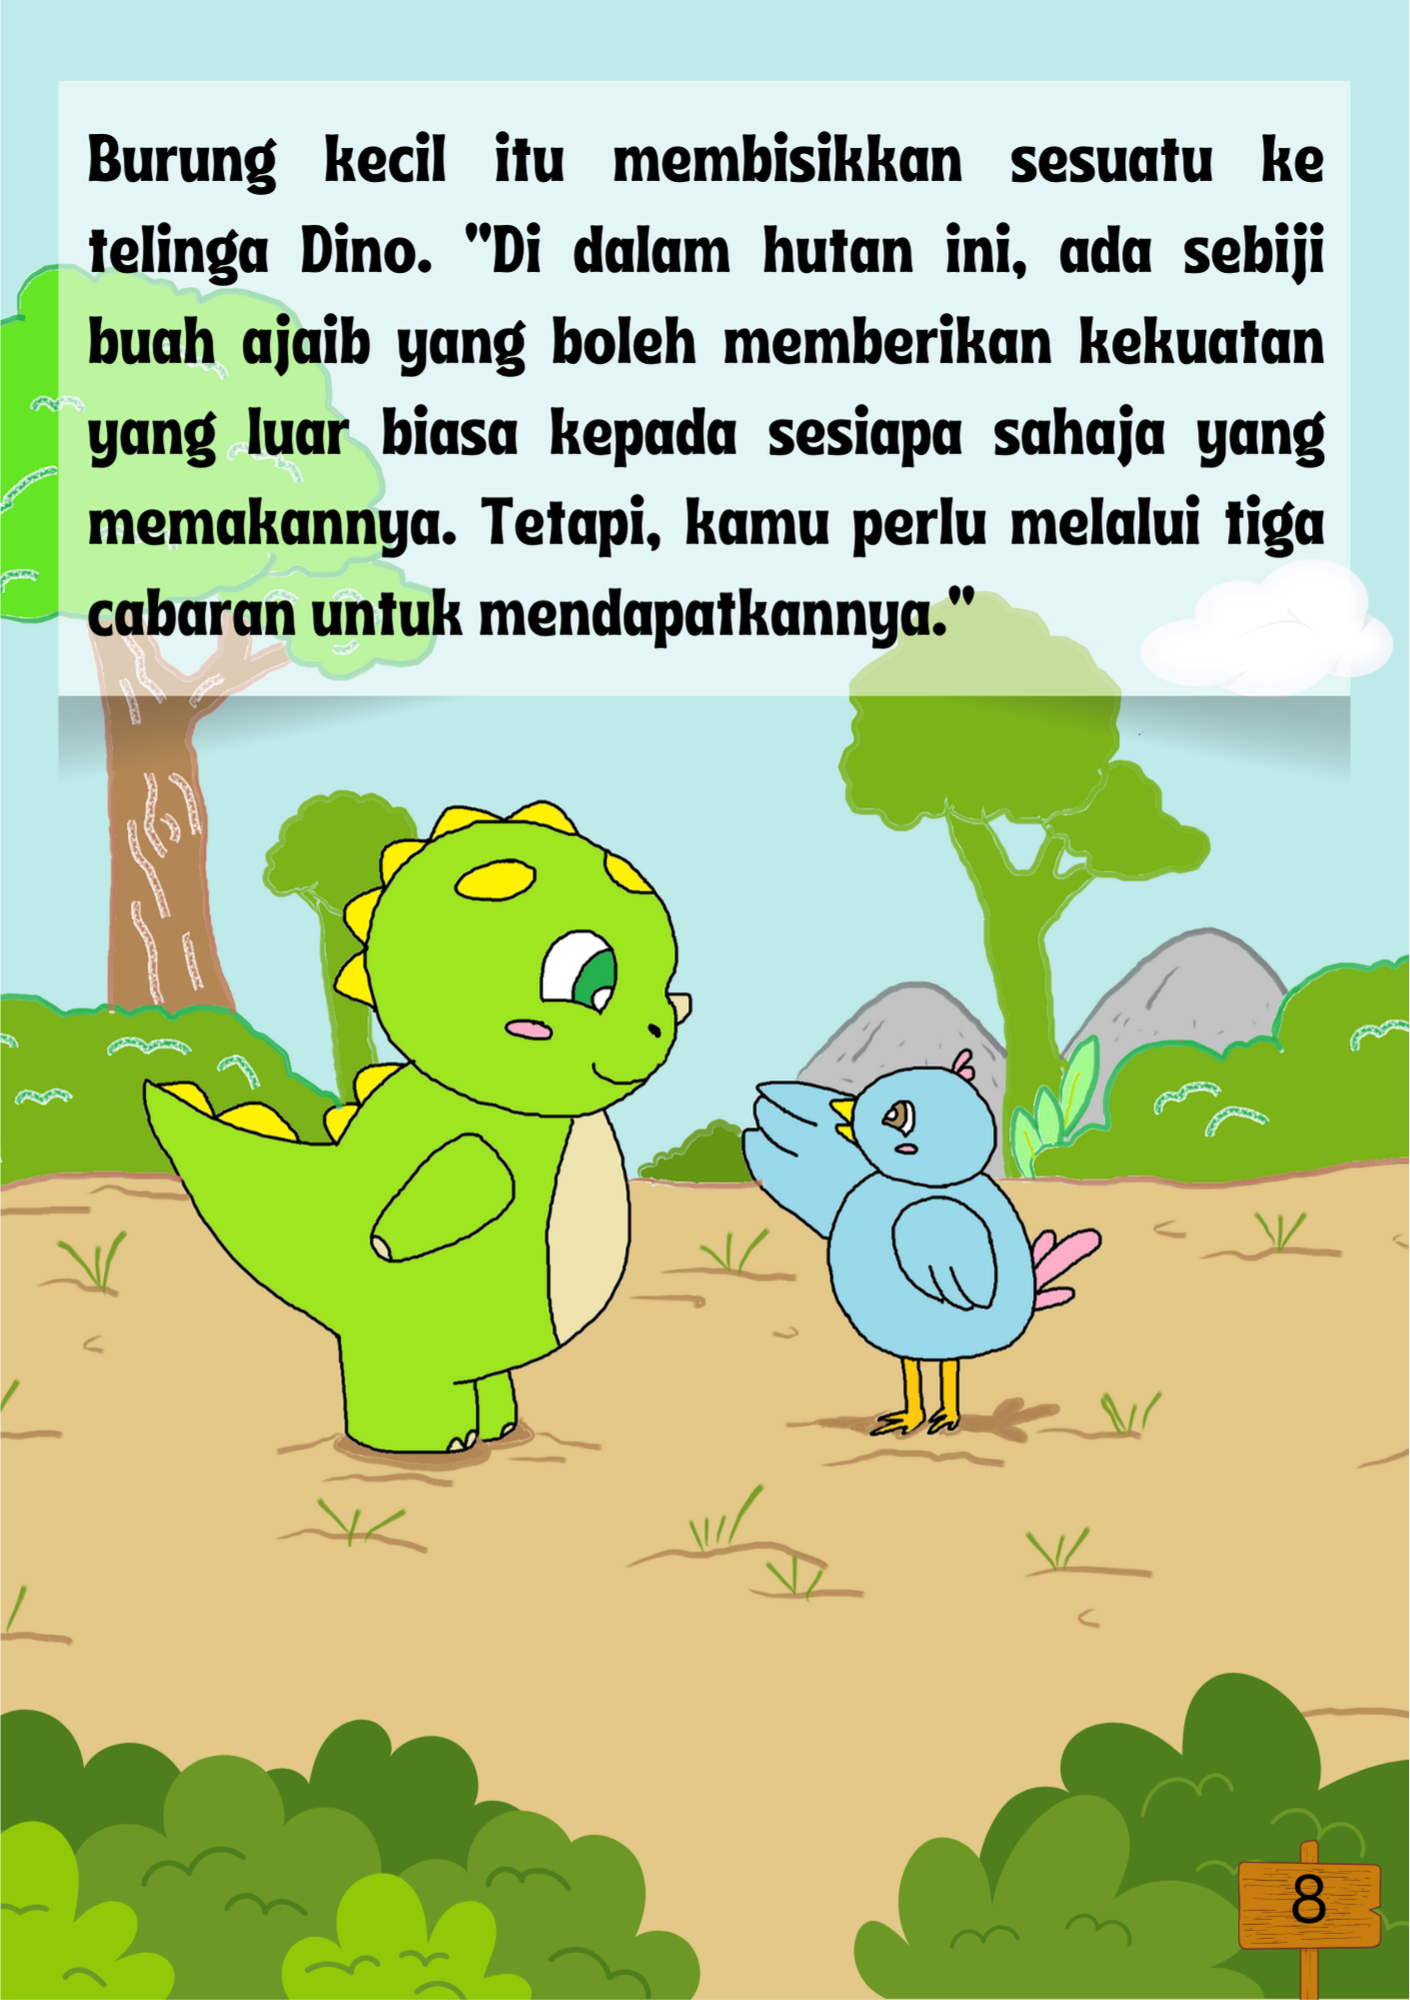 Burung kecil itu membisikkan sesuatu ke
telinga Dino. "Di dalam hutan ini, ada sebiji
buah ajaib yang boleh memberikan kekuatan
yang luar biasa kepada sesiapa sahaja yang
memakannya. Tetapi, kamu perlu melalui tiga
cabaran untuk mendapatkannya."
8